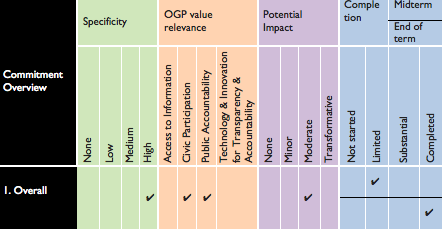 Specificity
OGP value
relevance
Potential
Impact
Comple
tion
Midterm
End of
term
Commitment
Overview
None
Low
Medium
High
Access to Information
Civic Participation
Public Accountability
Technology & Innovation
for Transparency &
Accountability
None
Minor
Moderate
Transformative
Not started
Limited
Substantial
Completed
1. Overall
✔ ✔ ✔ ✔ ✔
✔